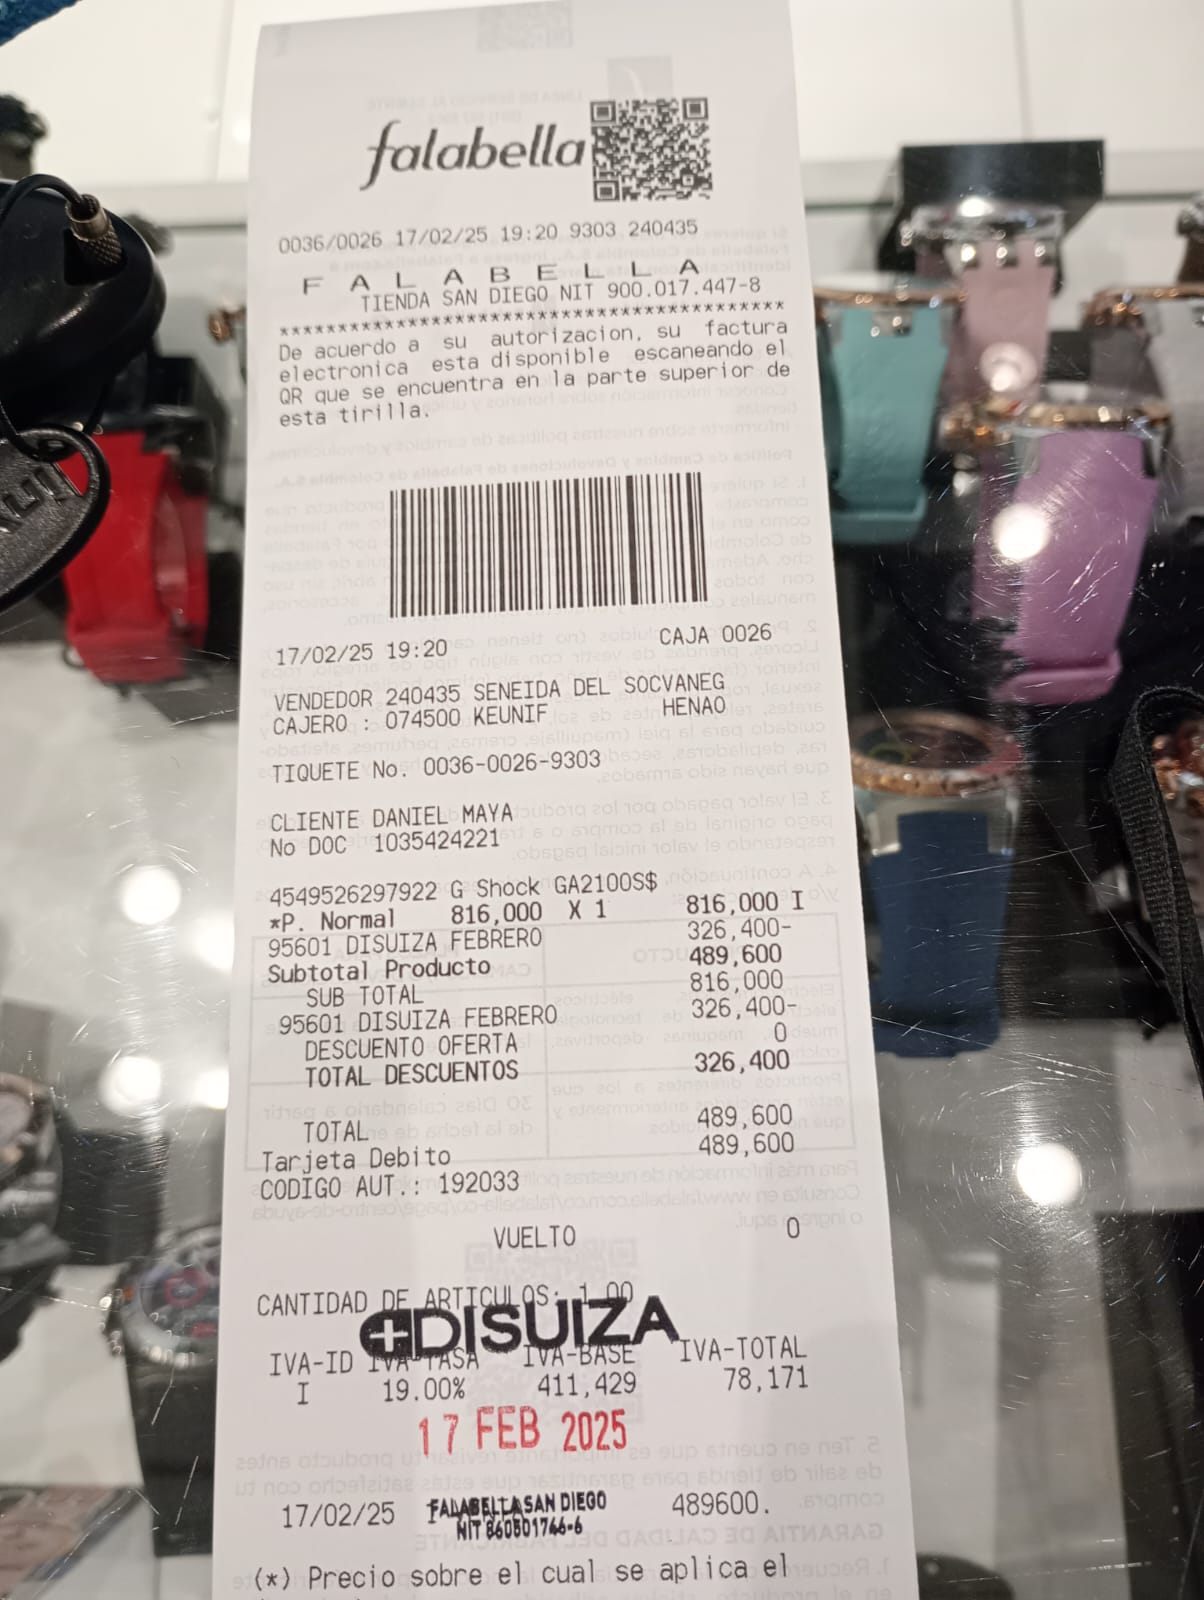 falabella
0036/0026 17/02/25 19:20 9303 240435
F A L A B E L L A
TIENDA SAN DIEGO NIT 900.017.447-8
********************************************
De acuerdo a su autorizacion, su factura
electronica esta disponible escaneando el
QR que se encuentra en la parte superior de
esta tirilla.
17/02/25 19:20 CAJA 0026
VENDEDOR 240435 SENEIDA DEL SOCVANEG
CAJERO : 074500 KEUNIF HENAO
TIQUETE No. 0036-0026-9303
CLIENTE DANIEL MAYA
No DOC 1035424221
4549526297922 G Shock GA2100S$
*P. Normal 816,000 X 1 816,000 I
95601 DISUIZA FEBRERO 326,400-
Subtotal Producto 489,600
SUB TOTAL 816,000
95601 DISUIZA FEBRERO 326,400-
DESCUENTO OFERTA 0
TOTAL DESCUENTOS 326,400
TOTAL 489,600
Tarjeta Debito 489,600
CODIGO AUT.: 192033
VUELTO 0
CANTIDAD DE ARTICULOS: 1.00
DISUIZA
IVA-ID IVA-TASA IVA-BASE IVA-TOTAL
I 19.00% 411,429 78,171
17 FEB 2025
17/02/25 489600.
FALABELLA SAN DIEGO
NIT 860501766-6
(*) Precio sobre el cual se aplica el